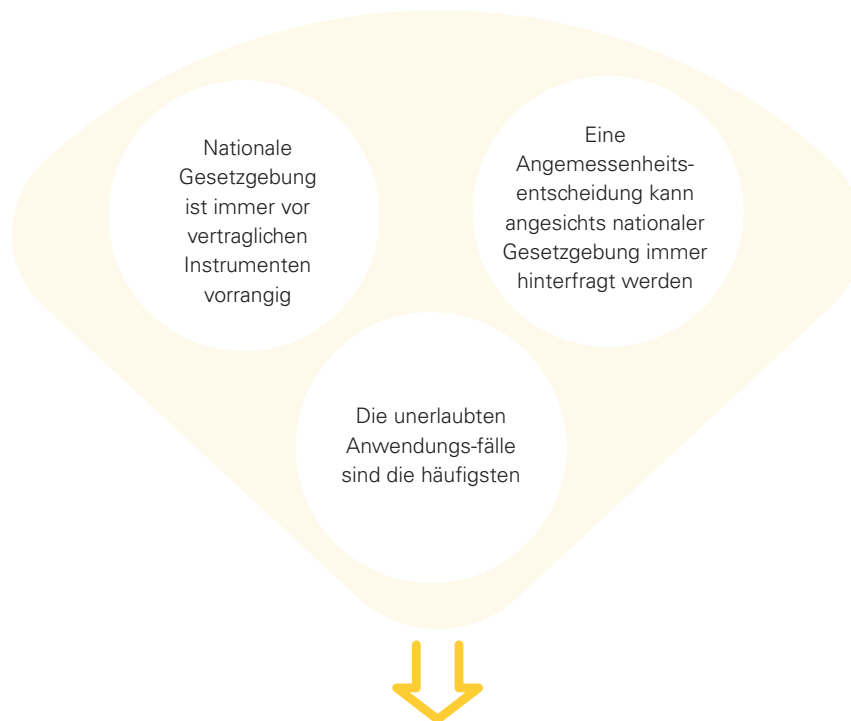 Nationale
Gesetzgebung
ist immer vor
vertraglichen
Instrumenten
vorrangig
Eine
Angemessenheits-
entscheidung kann
angesichts nationaler
Gesetzgebung immer
hinterfragt werden
Die unerlaubten
Anwendungs-fälle
sind die häufigsten